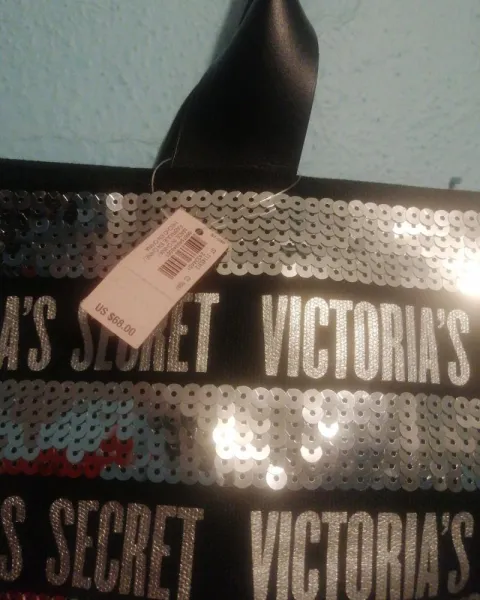 US $68.00
A'S SECRET VICTORIA'S
S SECRET VICTORIA'S